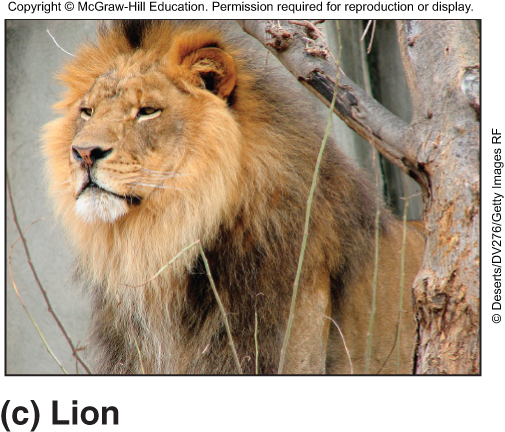 Copyright © McGraw-Hill Education. Permission required for reproduction or display.
© Deserts/DV276/Getty Images RF
(c) Lion